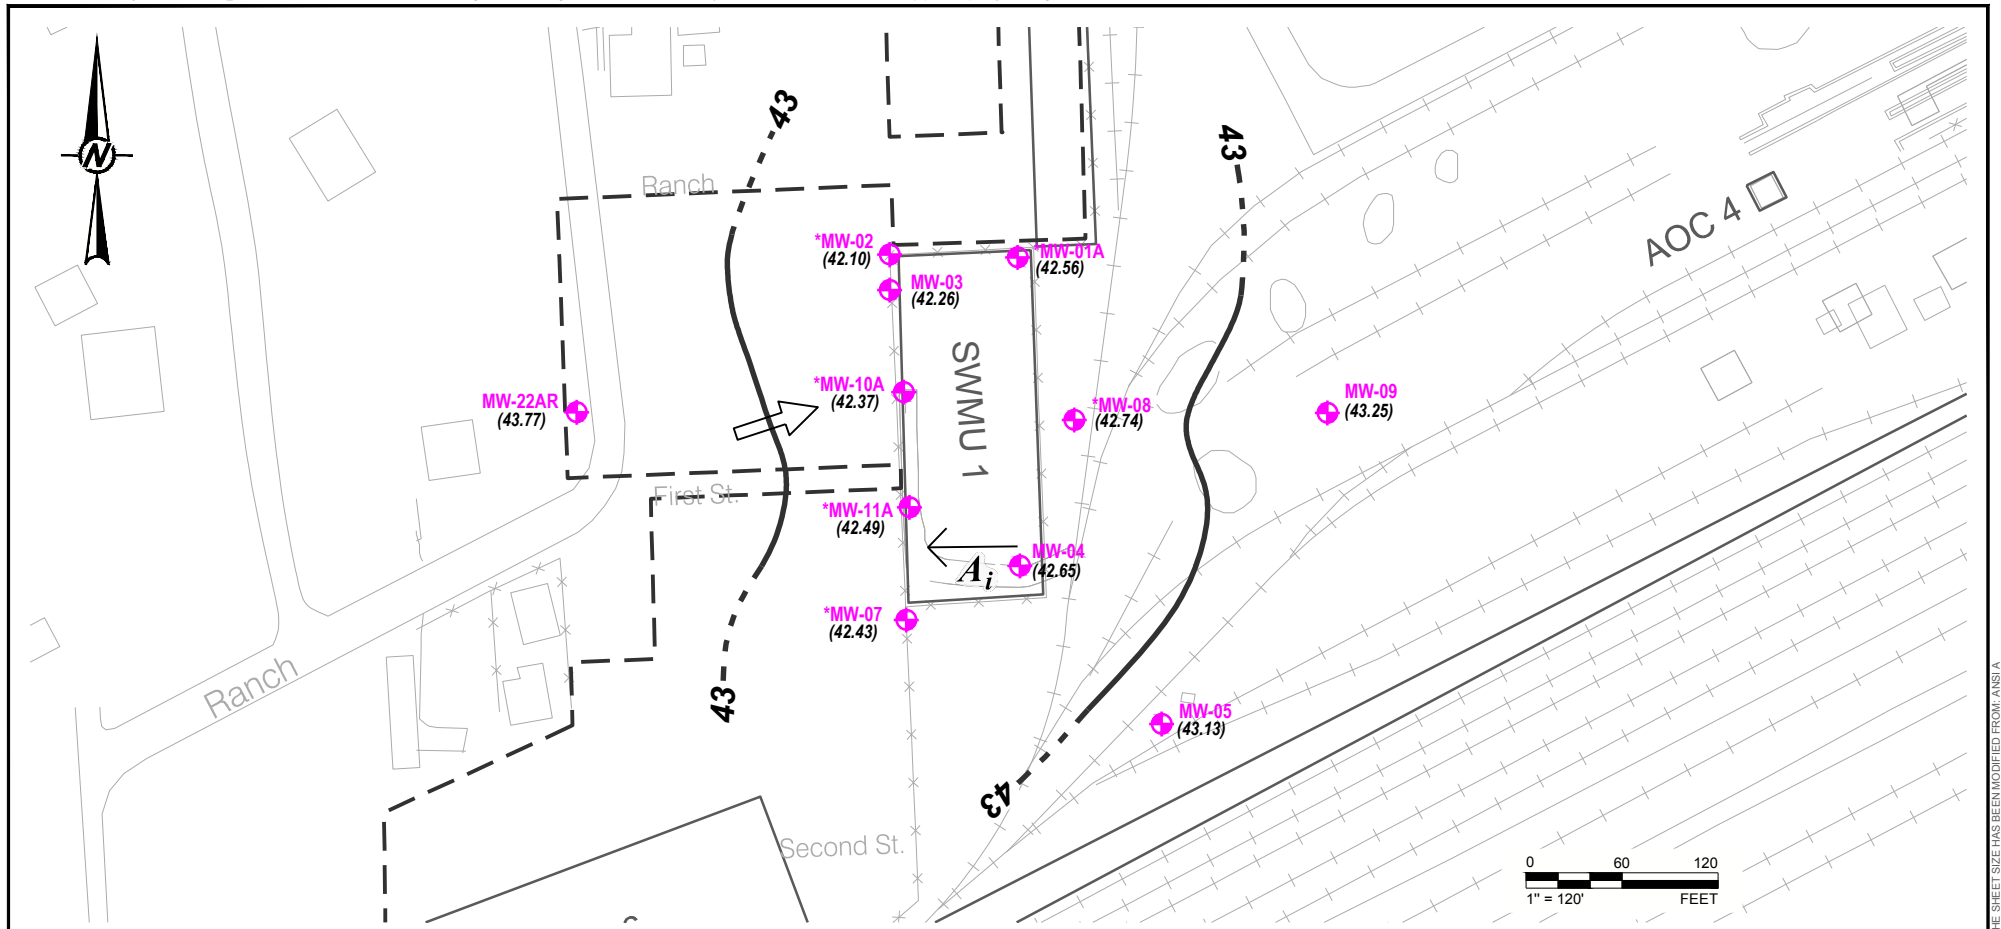 N
43
43
Ranch
AOC 4
*MW-02
(42.10)
*MW-01A
(42.56)
MW-03
(42.26)
SWMU 1
MW-22AR
(43.77)
*MW-10A
(42.37)
*MW-08
(42.74)
MW-09
(43.25)
First St.
*MW-11A
(42.49)
MW-04
(42.65)
Ai
*MW-07
(42.43)
Ranch
43
MW-05
(43.13)
43
Second St.
0 60 120
1" = 120' FEET
HE SHEET SIZE HAS BEEN MODIFIED FROM: ANSI A